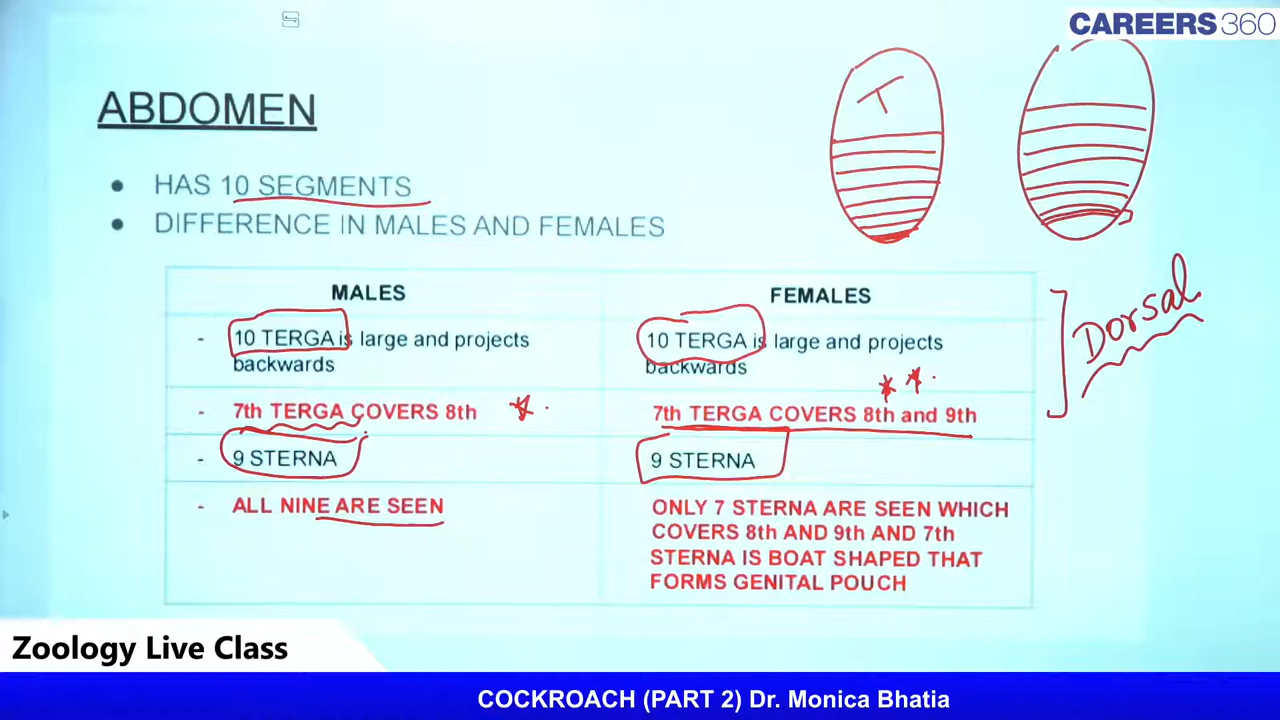 CAREERS360
ABDOMEN
● HAS 10 SEGMENTS
● DIFFERENCE IN MALES AND FEMALES
T
MALES
FEMALES
- 10 TERGA is large and projects
backwards
10 TERGA is large and projects
backwards
Dorsal
- 7th TERGA COVERS 8th
7th TERGA COVERS 8th and 9th
- 9 STERNA
9 STERNA
- ALL NINE ARE SEEN
ONLY 7 STERNA ARE SEEN WHICH
COVERS 8th AND 9th AND 7th
STERNA IS BOAT SHAPED THAT
FORMS GENITAL POUCH
Zoology Live Class
COCKROACH (PART 2) Dr. Monica Bhatia